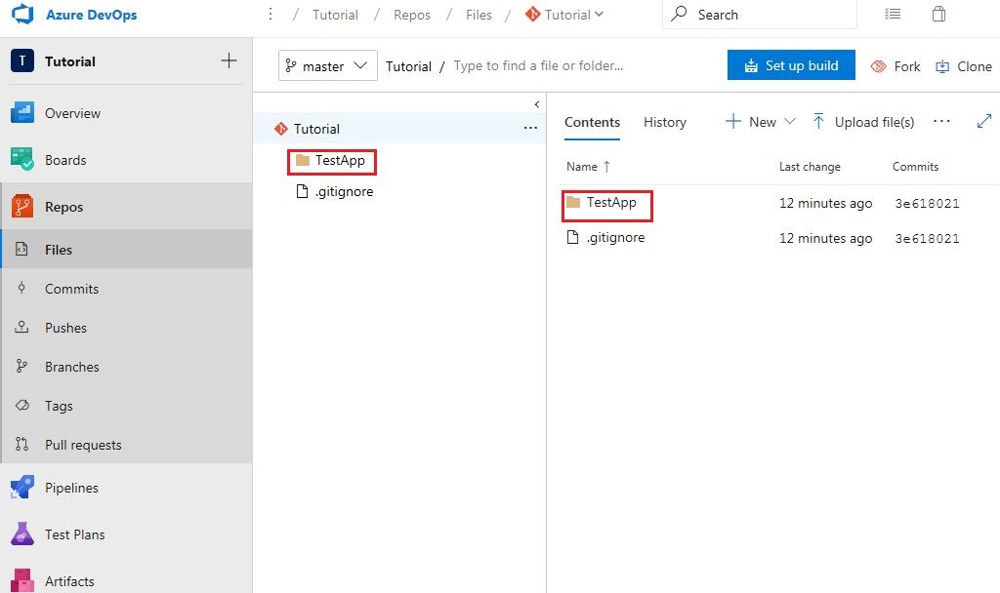 Azure DevOps
/ Tutorial / Repos / Files / Tutorial
Search
T Tutorial
Overview
Boards
Repos
Files
Commits
Pushes
Branches
Tags
Pull requests
Pipelines
Test Plans
Artifacts
master
Tutorial / Type to find a file or folder...
Set up build
Fork
Clone
Tutorial
TestApp
.gitignore
Contents
History
New
Upload file(s)
Name Last change Commits
TestApp 12 minutes ago 3e618021
.gitignore 12 minutes ago 3e618021